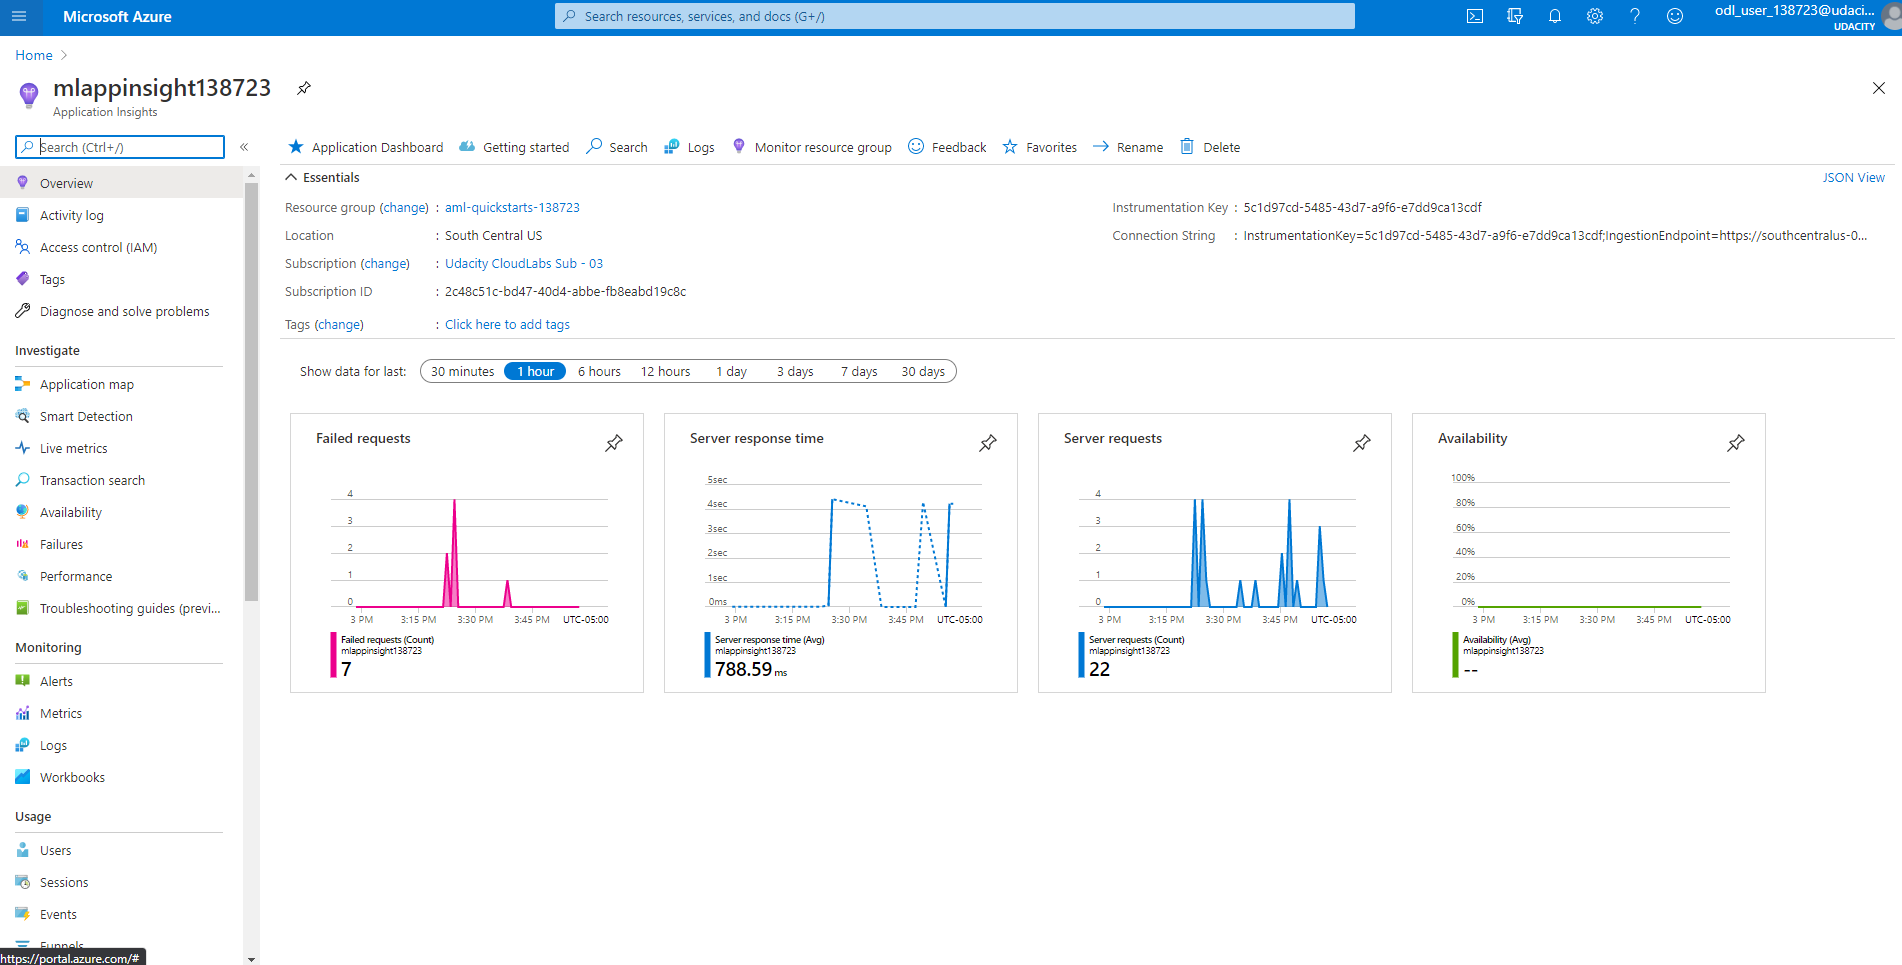 Microsoft Azure
Search resources, services, and docs (G+/)
odl_user_138723@udaci...
UDACITY
Home
mlappinsight138723
Application Insights
Search (Ctrl+/)
«
Application Dashboard
Getting started
Search
Logs
Monitor resource group
Feedback
Favorites
Rename
Delete
Overview
Activity log
Access control (IAM)
Tags
Diagnose and solve problems
Investigate
Application map
Smart Detection
Live metrics
Transaction search
Availability
Failures
Performance
Troubleshooting guides (previ...
Monitoring
Alerts
Metrics
Logs
Workbooks
Usage
Users
Sessions
Events
Funnels
https://portal.azure.com/#
Essentials
JSON View
Resource group (change) : aml-quickstarts-138723
Location : South Central US
Subscription (change) : Udacity CloudLabs Sub - 03
Subscription ID : 2c48c51c-bd47-40d4-abbe-fb8eabd19c8c
Tags (change) : Click here to add tags
Instrumentation Key : 5c1d97cd-5485-43d7-a9f6-e7dd9ca13cdf
Connection String : InstrumentationKey=5c1d97cd-5485-43d7-a9f6-e7dd9ca13cdf;IngestionEndpoint=https://southcentralus-0...
Show data for last: 30 minutes 1 hour 6 hours 12 hours 1 day 3 days 7 days 30 days
Failed requests
4
3
2
1
0
3 PM 3:15 PM 3:30 PM 3:45 PM UTC-05:00
Failed requests (Count)
mlappinsight138723
7
Server response time
5sec
4sec
3sec
2sec
1sec
0ms
3 PM 3:15 PM 3:30 PM 3:45 PM UTC-05:00
Server response time (Avg)
mlappinsight138723
788.59 ms
Server requests
4
3
2
1
0
3 PM 3:15 PM 3:30 PM 3:45 PM UTC-05:00
Server requests (Count)
mlappinsight138723
22
Availability
100%
80%
60%
40%
20%
0%
3 PM 3:15 PM 3:30 PM 3:45 PM UTC-05:00
Availability (Avg)
mlappinsight138723
--